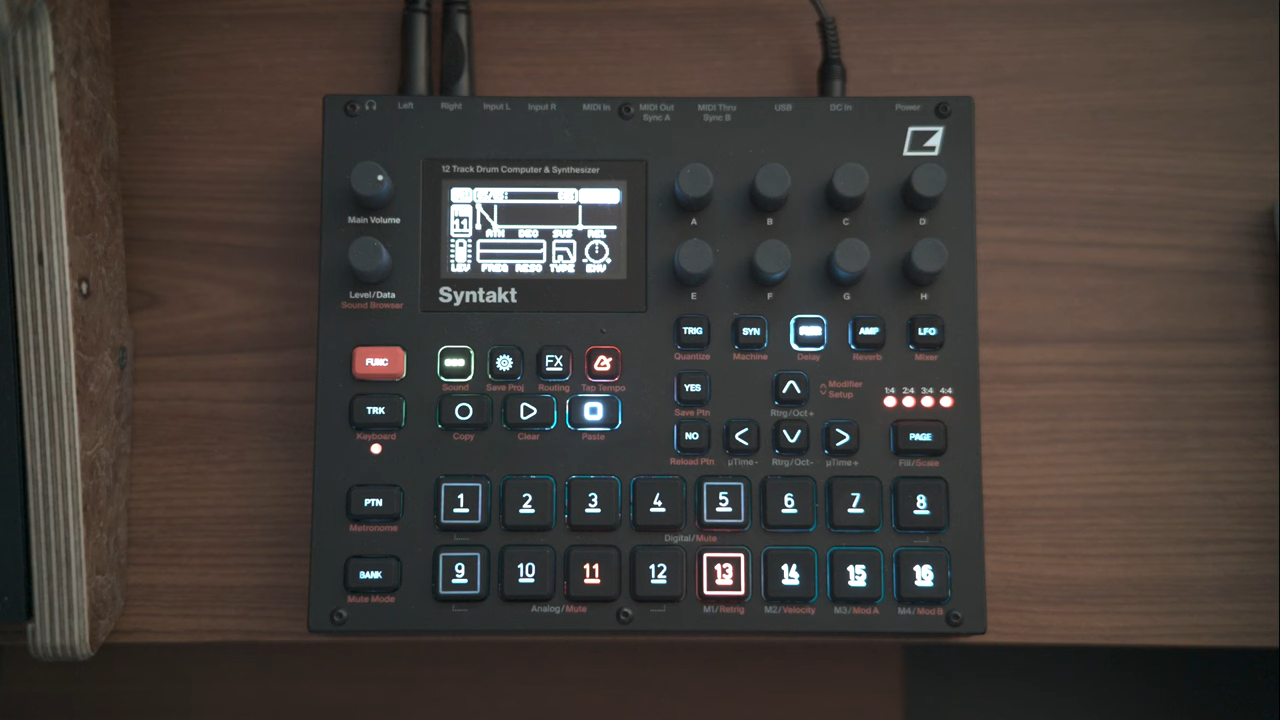 Left Right Input L Input R MIDI In MIDI Out MIDI Thru USB DC In Power
Sync A Sync B
12 Track Drum Computer & Synthesizer
Main Volume
Level/Data
Sound Browser
11
ATK DEC SUS REL
LEV FREQ RESO TYPE ENV
Syntakt
A B C D
E F G H
TRIG SYN AMP LFO
Quantize Machine Delay Reverb Mixer
FUNC FX
Sound Save Proj Routing Tap Tempo
TRK
Keyboard Copy Clear Paste
YES
Save Ptn Rtrg/Oct+
Modifier
Setup
1:4 2:4 3:4 4:4
NO PAGE
Reload Ptn µTime- Rtrg/Oct- µTime+ Fill/Scale
PTN 1 2 3 4 5 6 7 8
Metronome
Digital/Mute
BANK 9 10 11 12 13 14 15 16
Mute Mode Analog/Mute M1/Retrig M2/Velocity M3/Mod A M4/Mod B